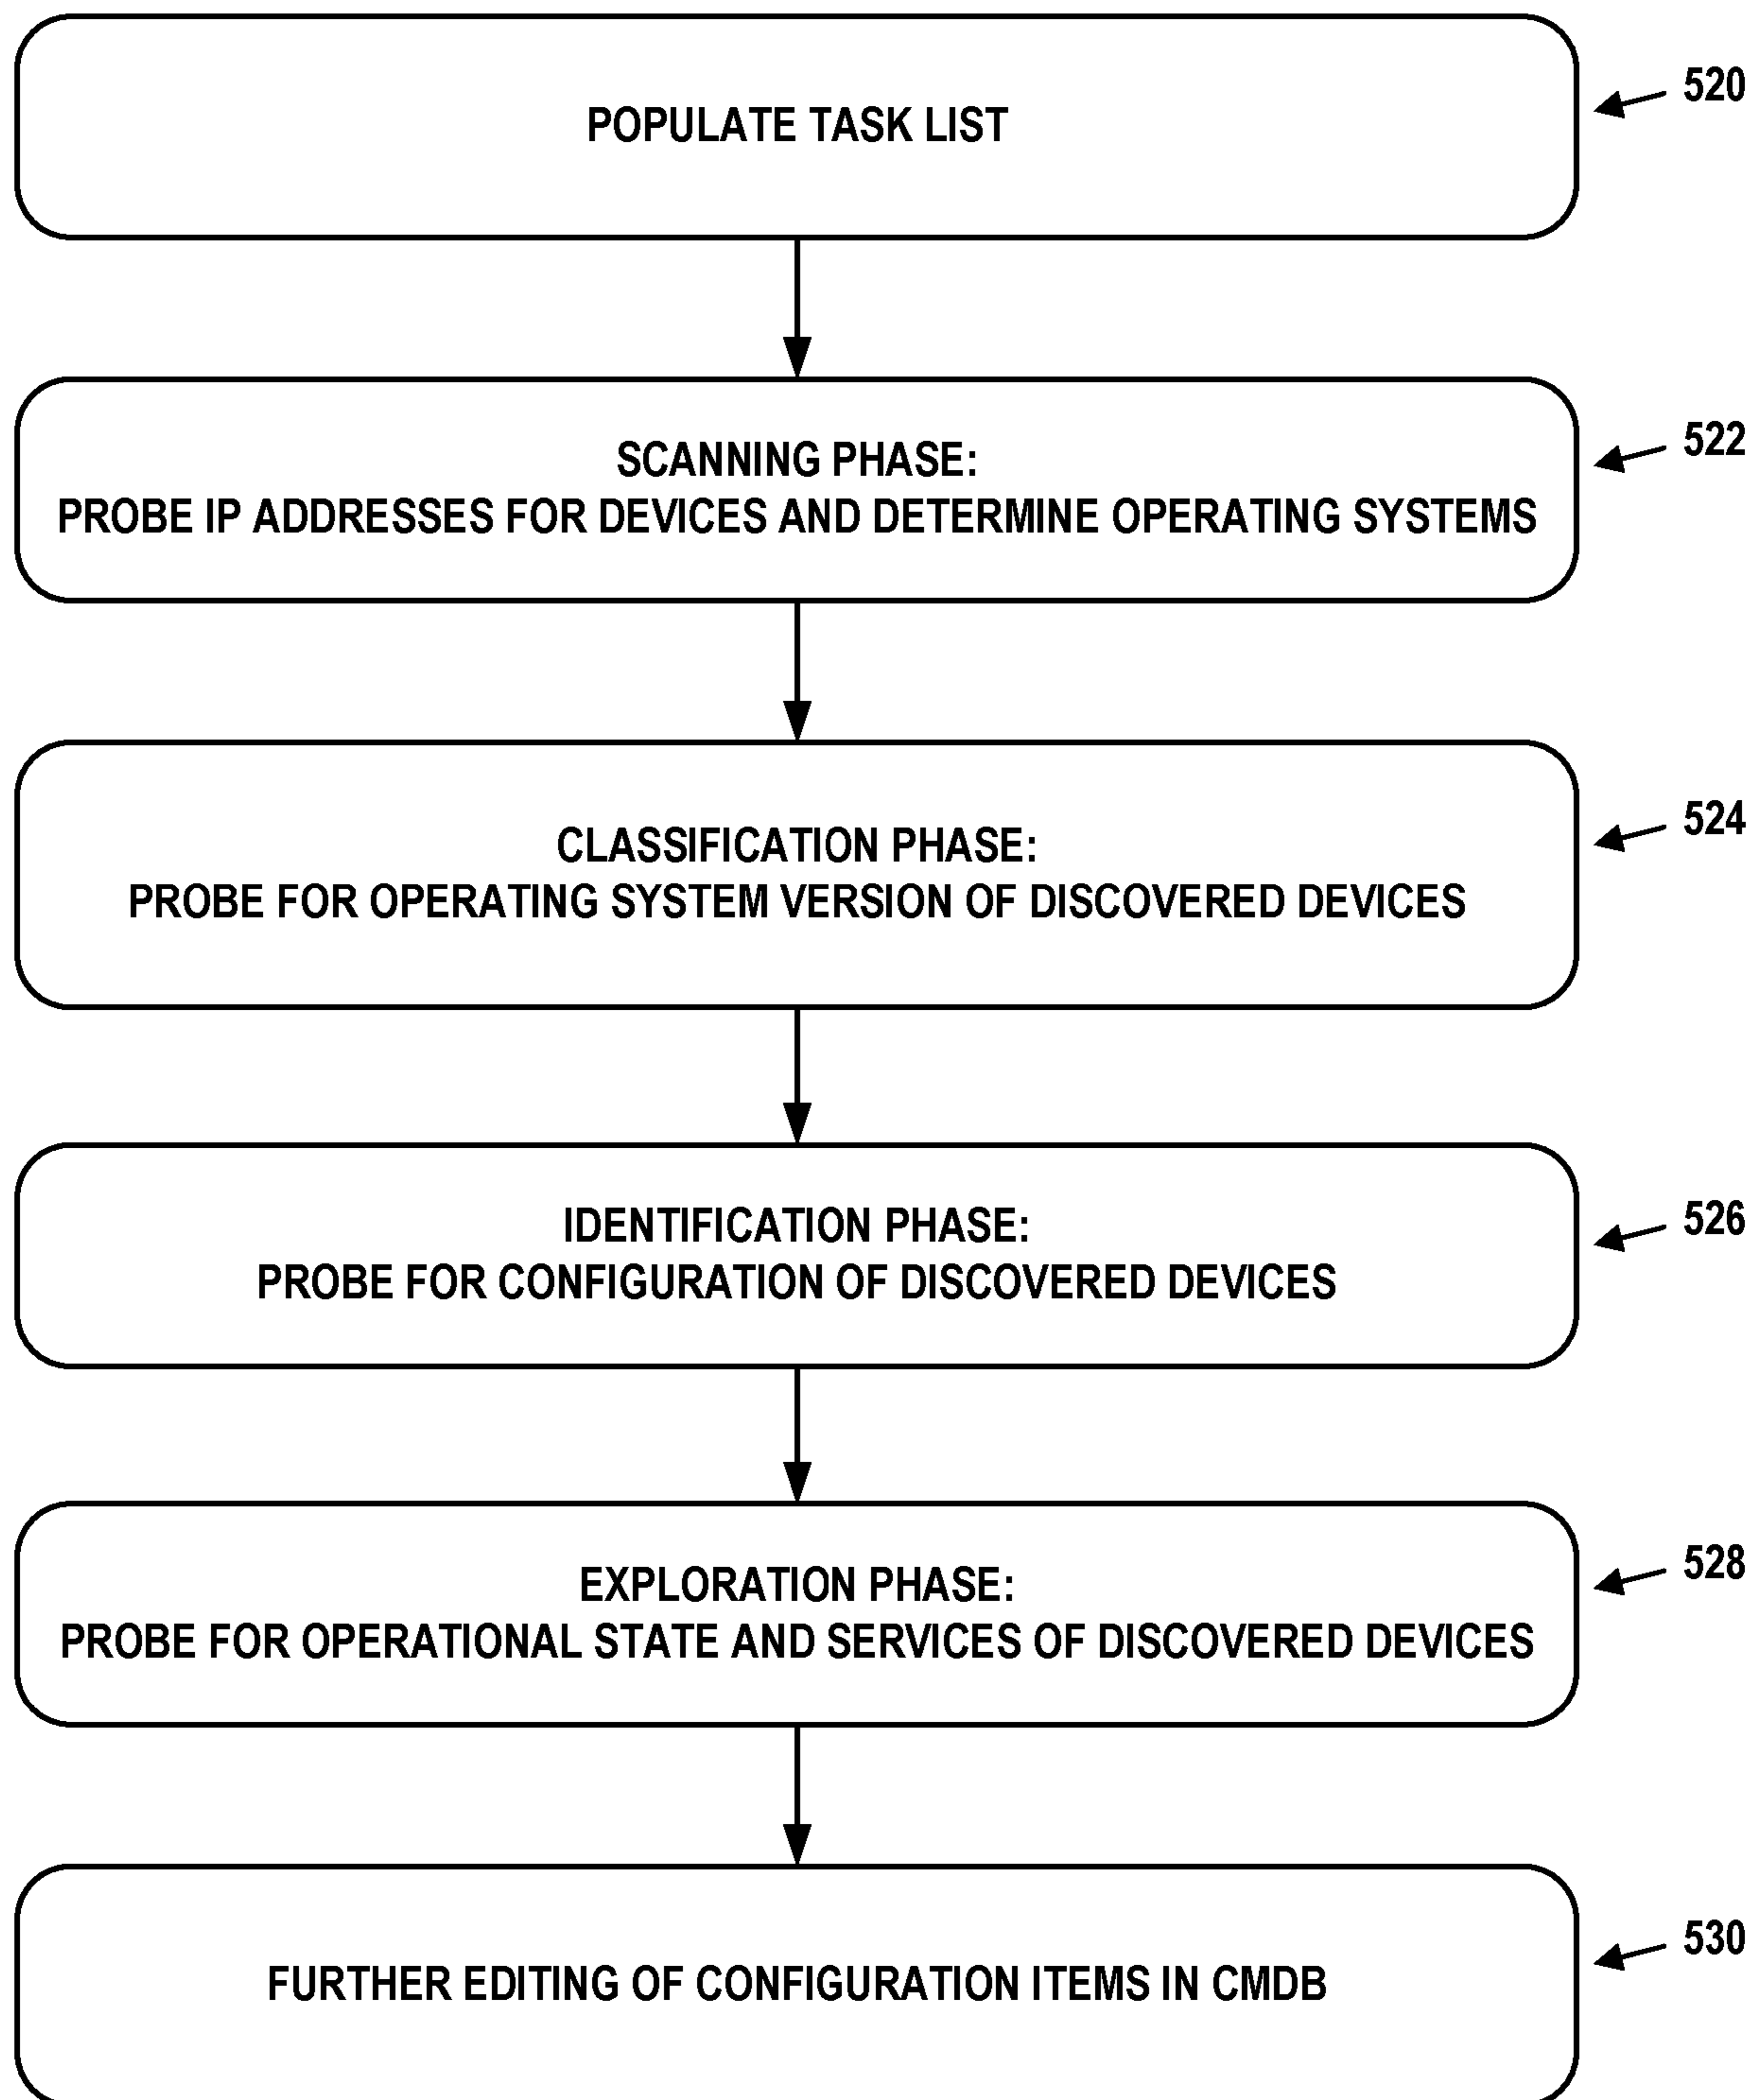 POPULATE TASK LIST
520
SCANNING PHASE:
PROBE IP ADDRESSES FOR DEVICES AND DETERMINE OPERATING SYSTEMS
522
CLASSIFICATION PHASE:
PROBE FOR OPERATING SYSTEM VERSION OF DISCOVERED DEVICES
524
IDENTIFICATION PHASE:
PROBE FOR CONFIGURATION OF DISCOVERED DEVICES
526
EXPLORATION PHASE:
PROBE FOR OPERATIONAL STATE AND SERVICES OF DISCOVERED DEVICES
528
FURTHER EDITING OF CONFIGURATION ITEMS IN CMDB
530